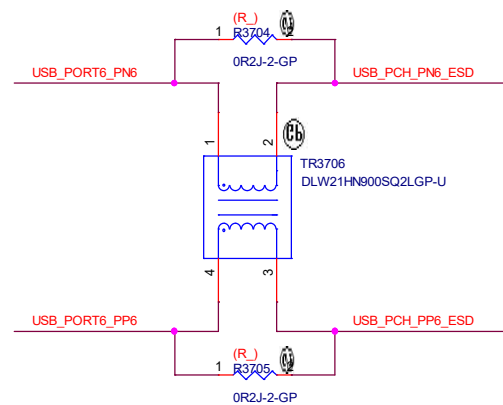 (R_)
1 R3704 2
0R2J-2-GP
USB_PORT6_PN6 USB_PCH_PN6_ESD
1 2
TR3706
DLW21HN900SQ2LGP-U
4 3
USB_PORT6_PP6 USB_PCH_PP6_ESD
(R_)
1 R3705 2
0R2J-2-GP